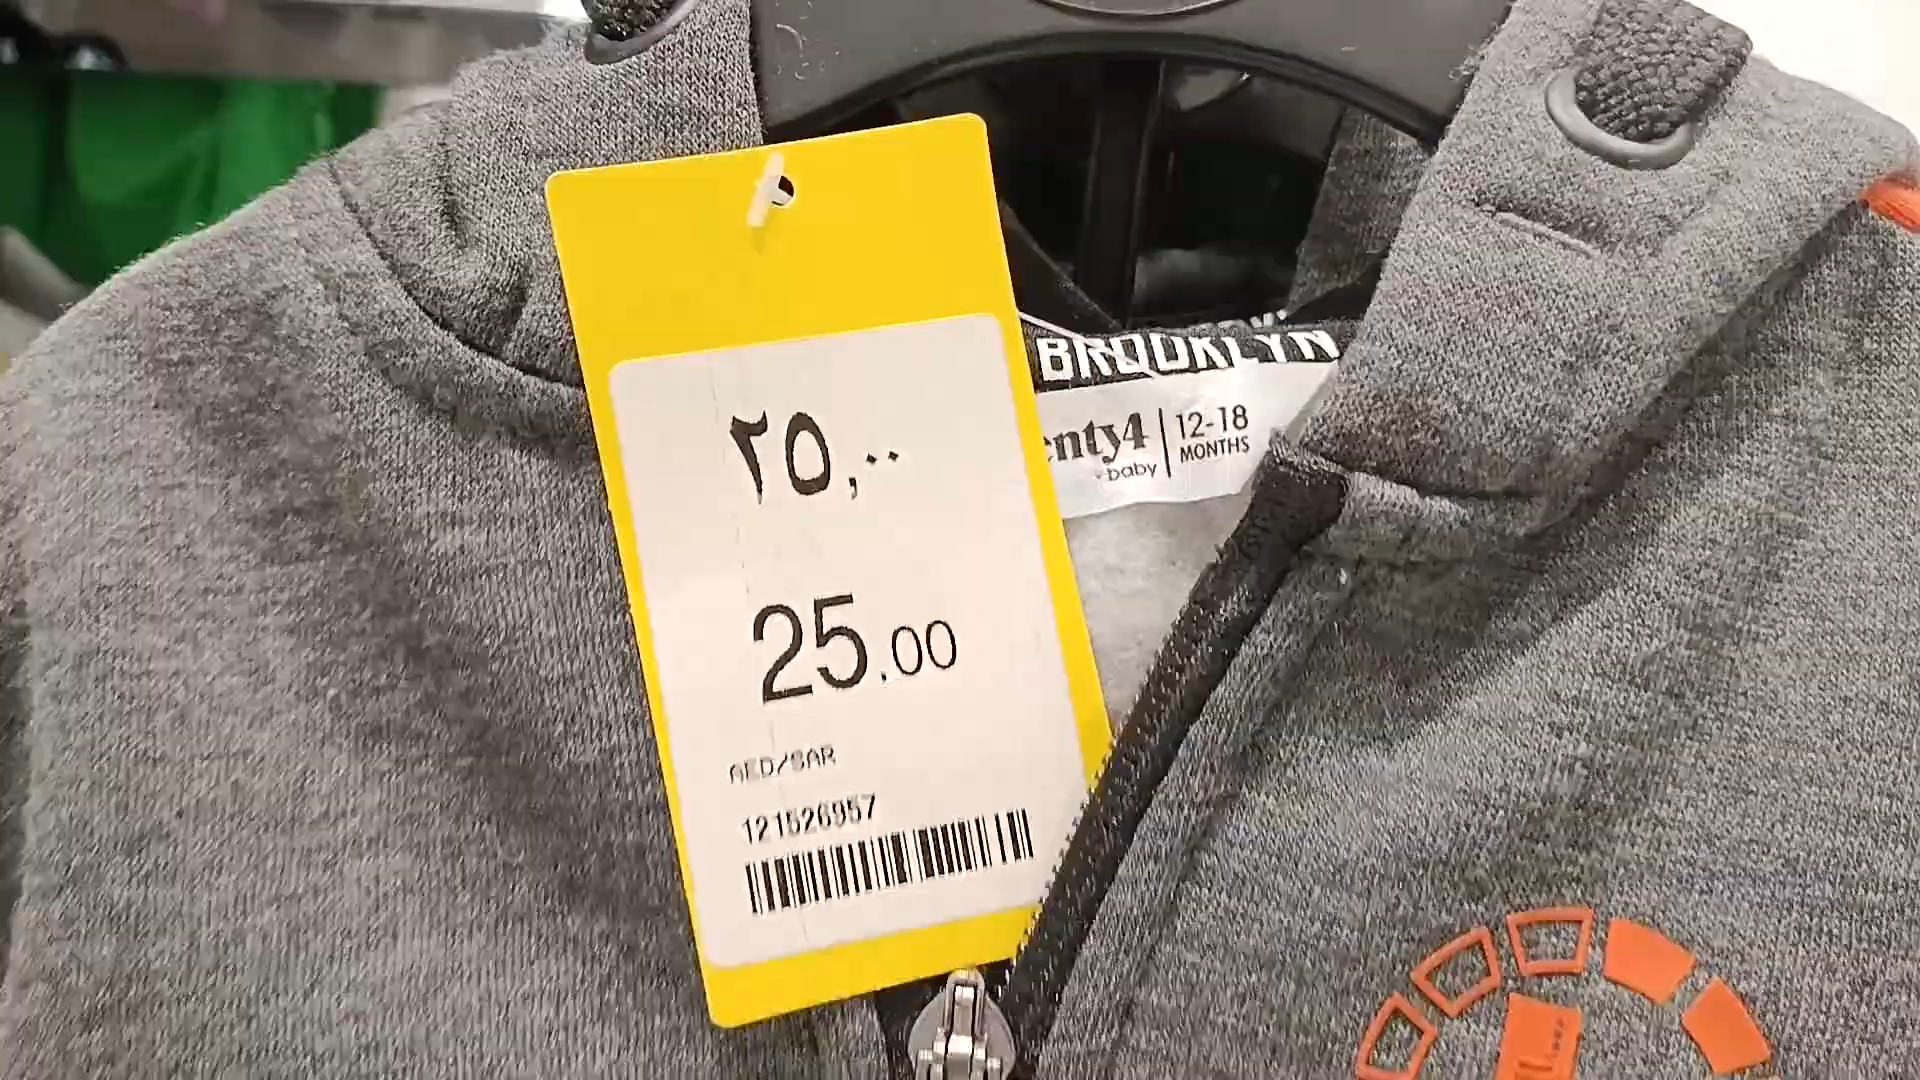 ٢٥,٠٠
25.00
AED/SAR
121526957
BROOKLYN
enty4
baby
12-18
MONTHS